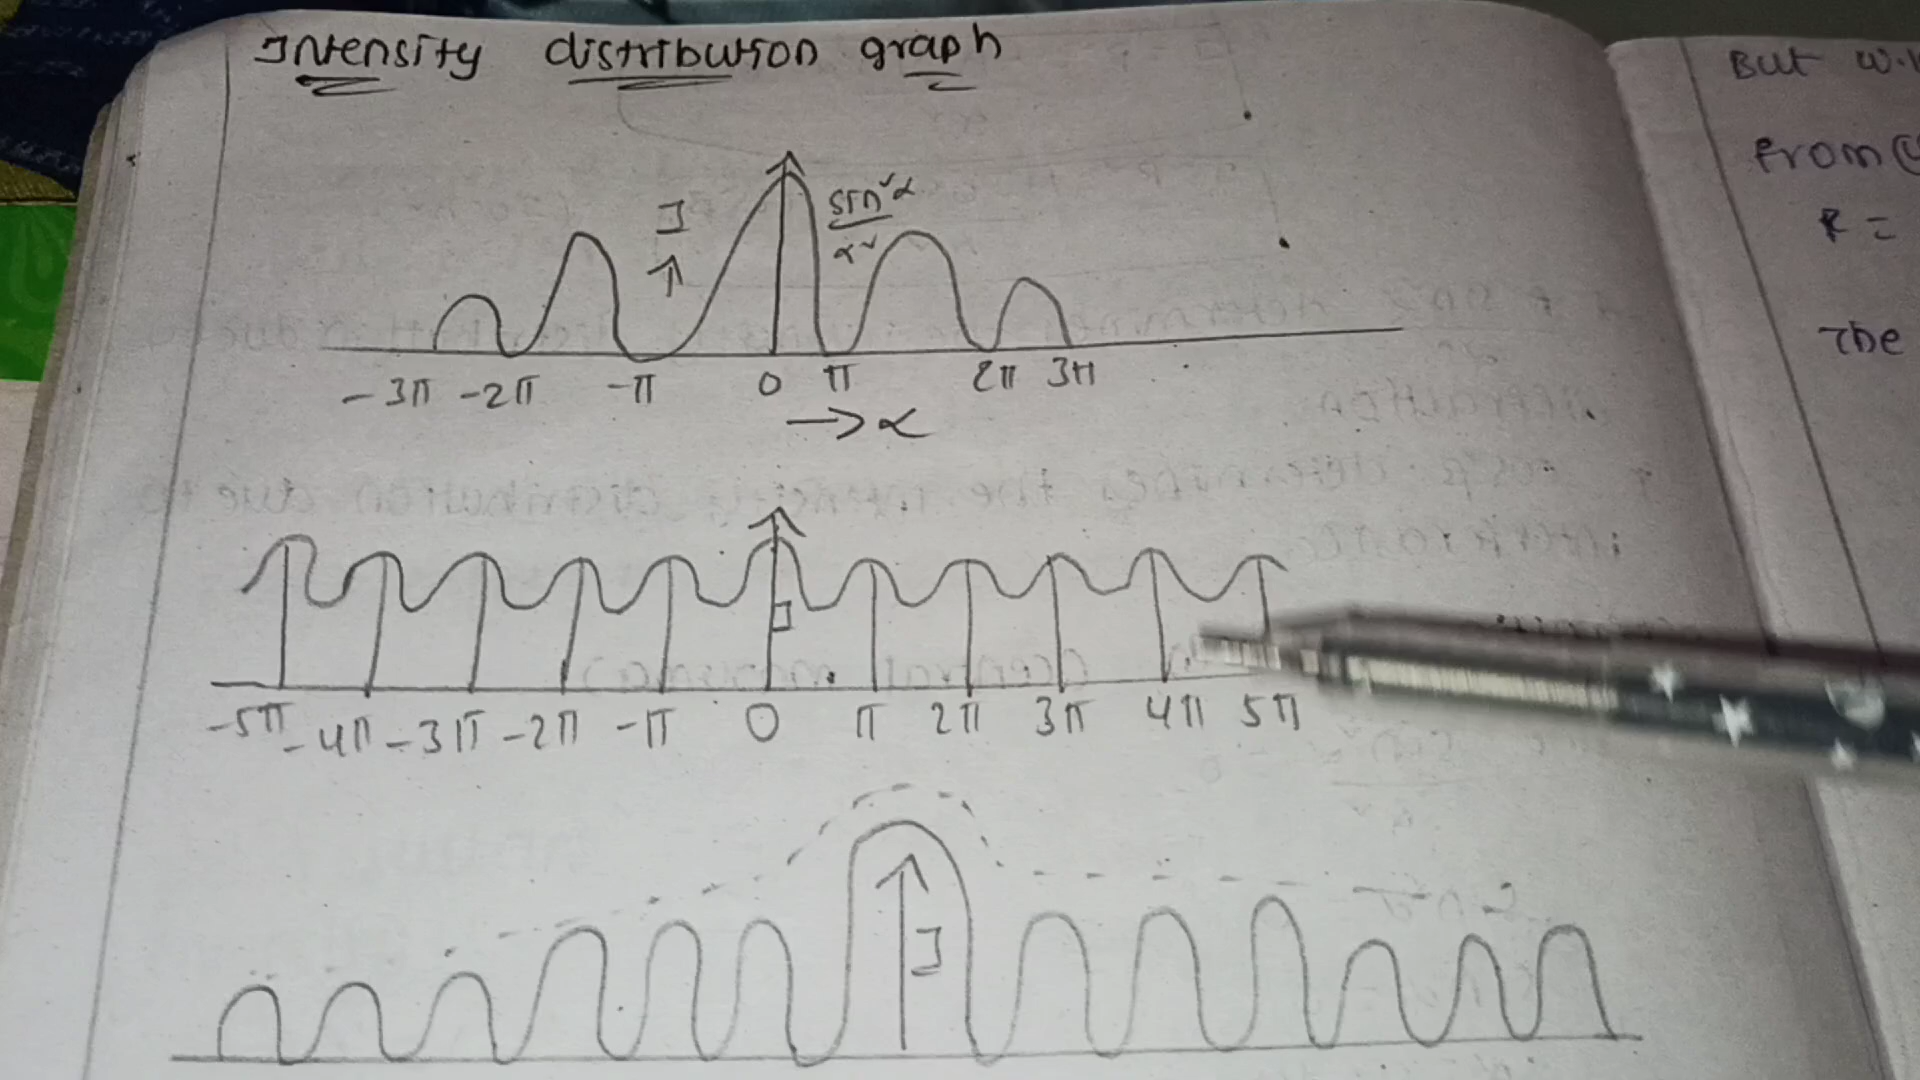 Intensity distribution graph
I
↑
sin²α
α²
-3π -2π -π 0 π 2π 3π
→ α
I
-5π -4π -3π -2π -π 0 π 2π 3π 4π 5π
I
But
From
R =
The